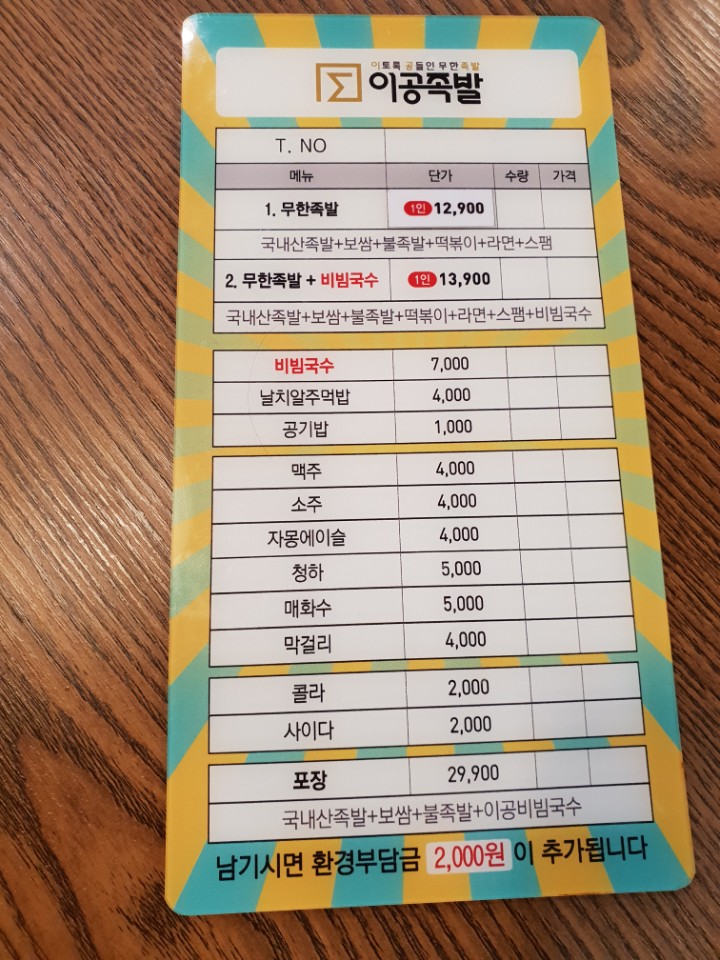 이토록 공들인 무한족발
이공족발
T. NO
메뉴 단가 수량 가격
1. 무한족발 1인 12,900
국내산족발+보쌈+불족발+떡볶이+라면+스팸
2. 무한족발 + 비빔국수 1인 13,900
국내산족발+보쌈+불족발+떡볶이+라면+스팸+비빔국수
비빔국수 7,000
날치알주먹밥 4,000
공기밥 1,000
맥주 4,000
소주 4,000
자몽에이슬 4,000
청하 5,000
매화수 5,000
막걸리 4,000
콜라 2,000
사이다 2,000
포장 29,900
국내산족발+보쌈+불족발+이공비빔국수
남기시면 환경부담금 2,000원 이 추가됩니다